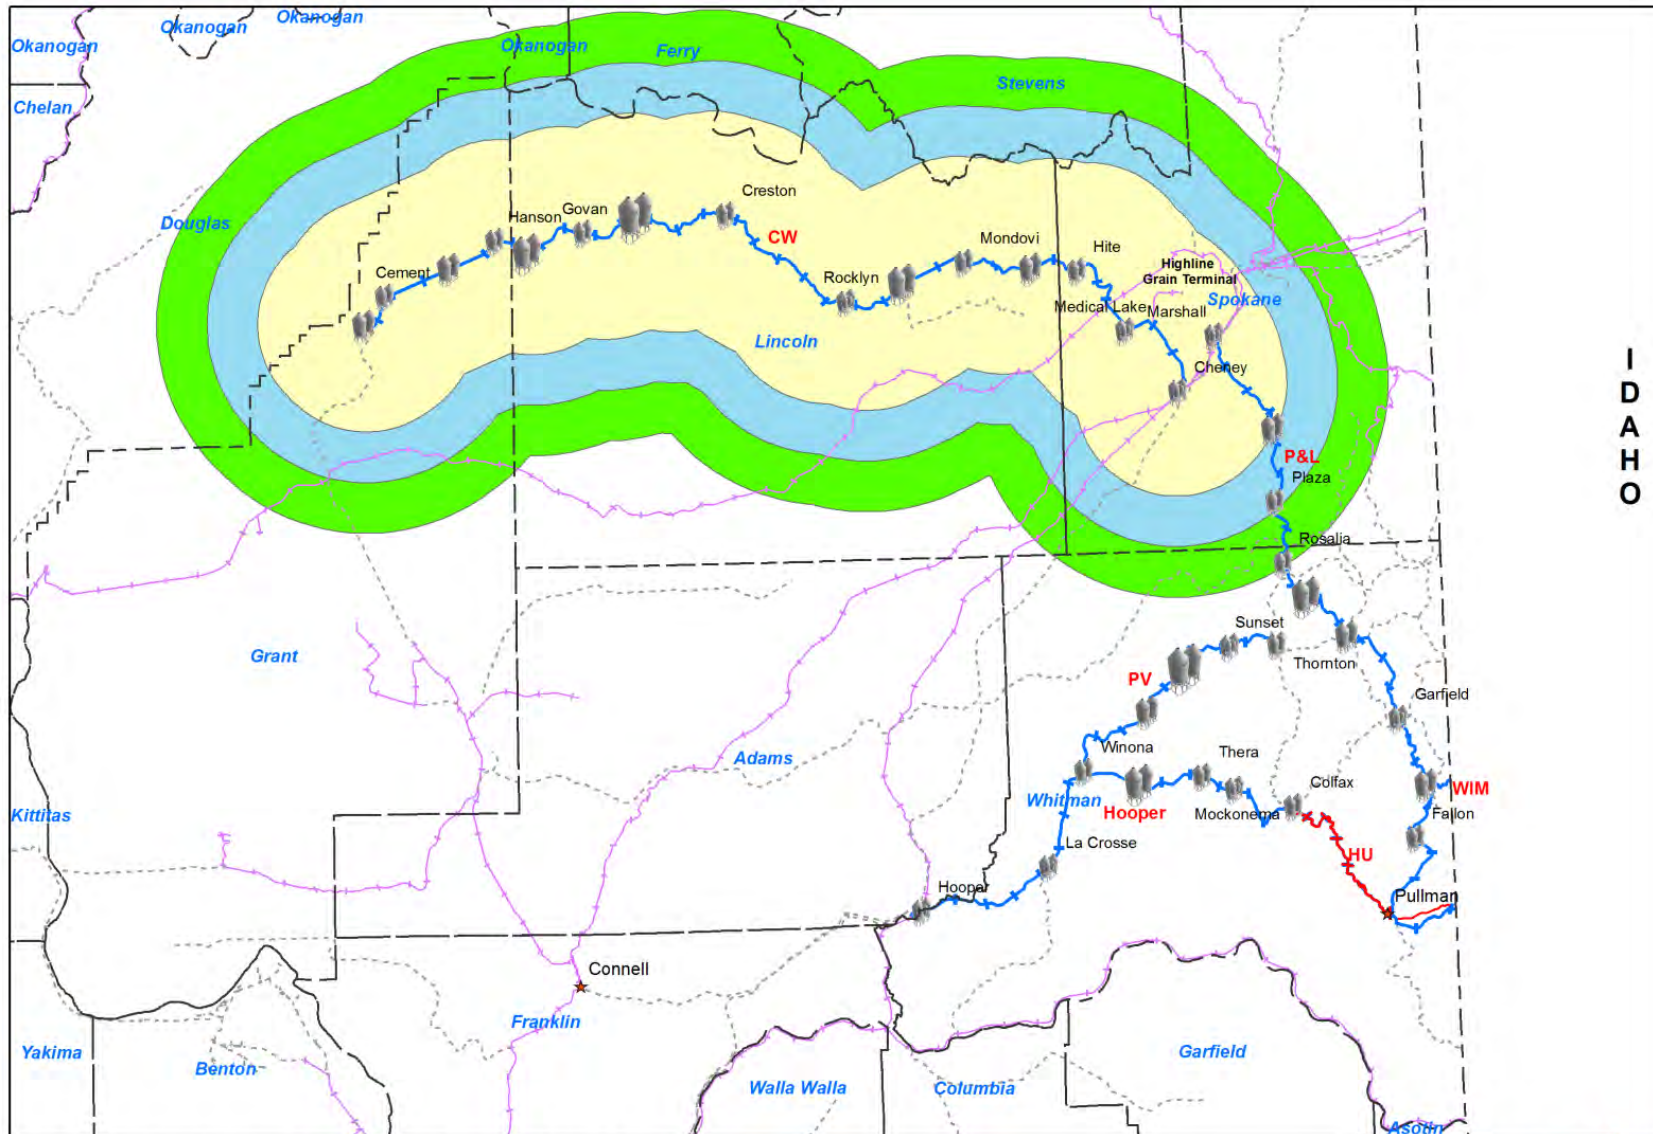 Okanogan
Okanogan
Okanogan
Okanogan
Ferry
Stevens
Chelan
Douglas
Creston
Hanson
Govan
CW
Mondovi
Hite
Cement
Rocklyn
Highline
Grain Terminal
Spokane
Medical Lake
Marshall
Lincoln
Cheney
I
D
A
H
O
P&L
Plaza
Rosalia
Sunset
Thornton
Grant
PV
Garfield
Winona
Thera
Adams
Colfax
WIM
Whitman
Hooper
Mockonema
Fallon
Kittitas
La Crosse
HU
Hooper
Pullman
Connell
Franklin
Yakima
Benton
Garfield
Walla Walla
Columbia
Asotin